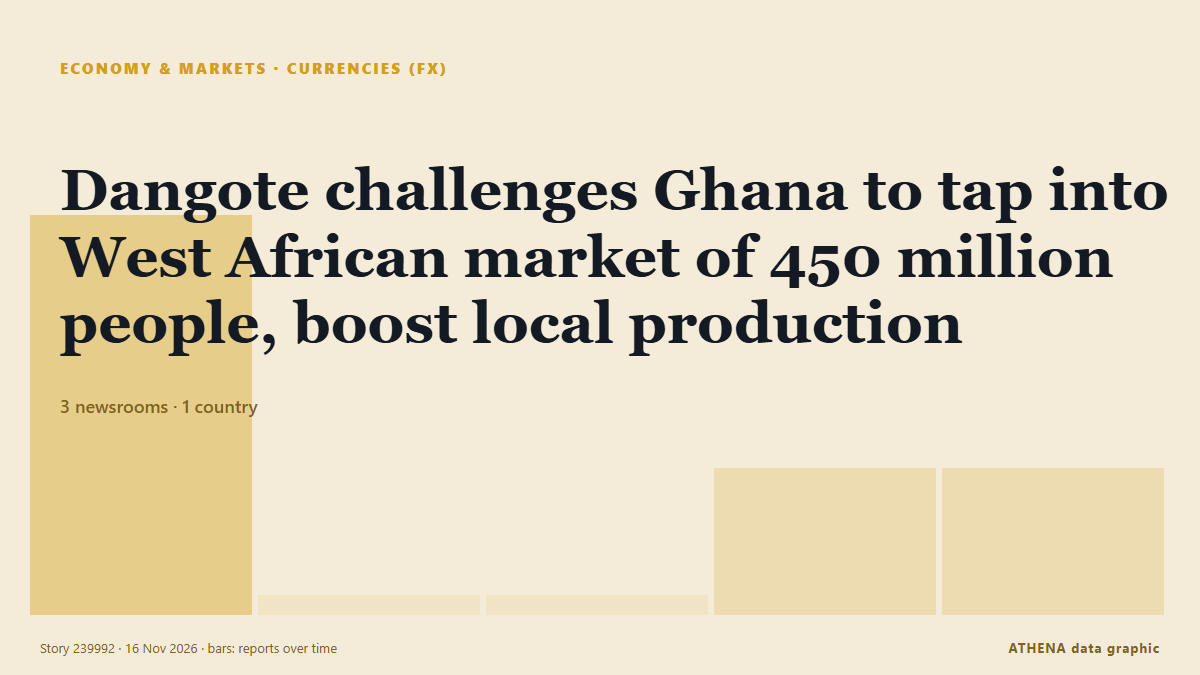 ECONOMY & MARKETS · CURRENCIES (FX)
Dangote challenges Ghana to tap into
West African market of 450 million
people, boost local production
3 newsrooms · 1 country
Story 239992 · 16 Nov 2026 · bars: reports over time
ATHENA data graphic